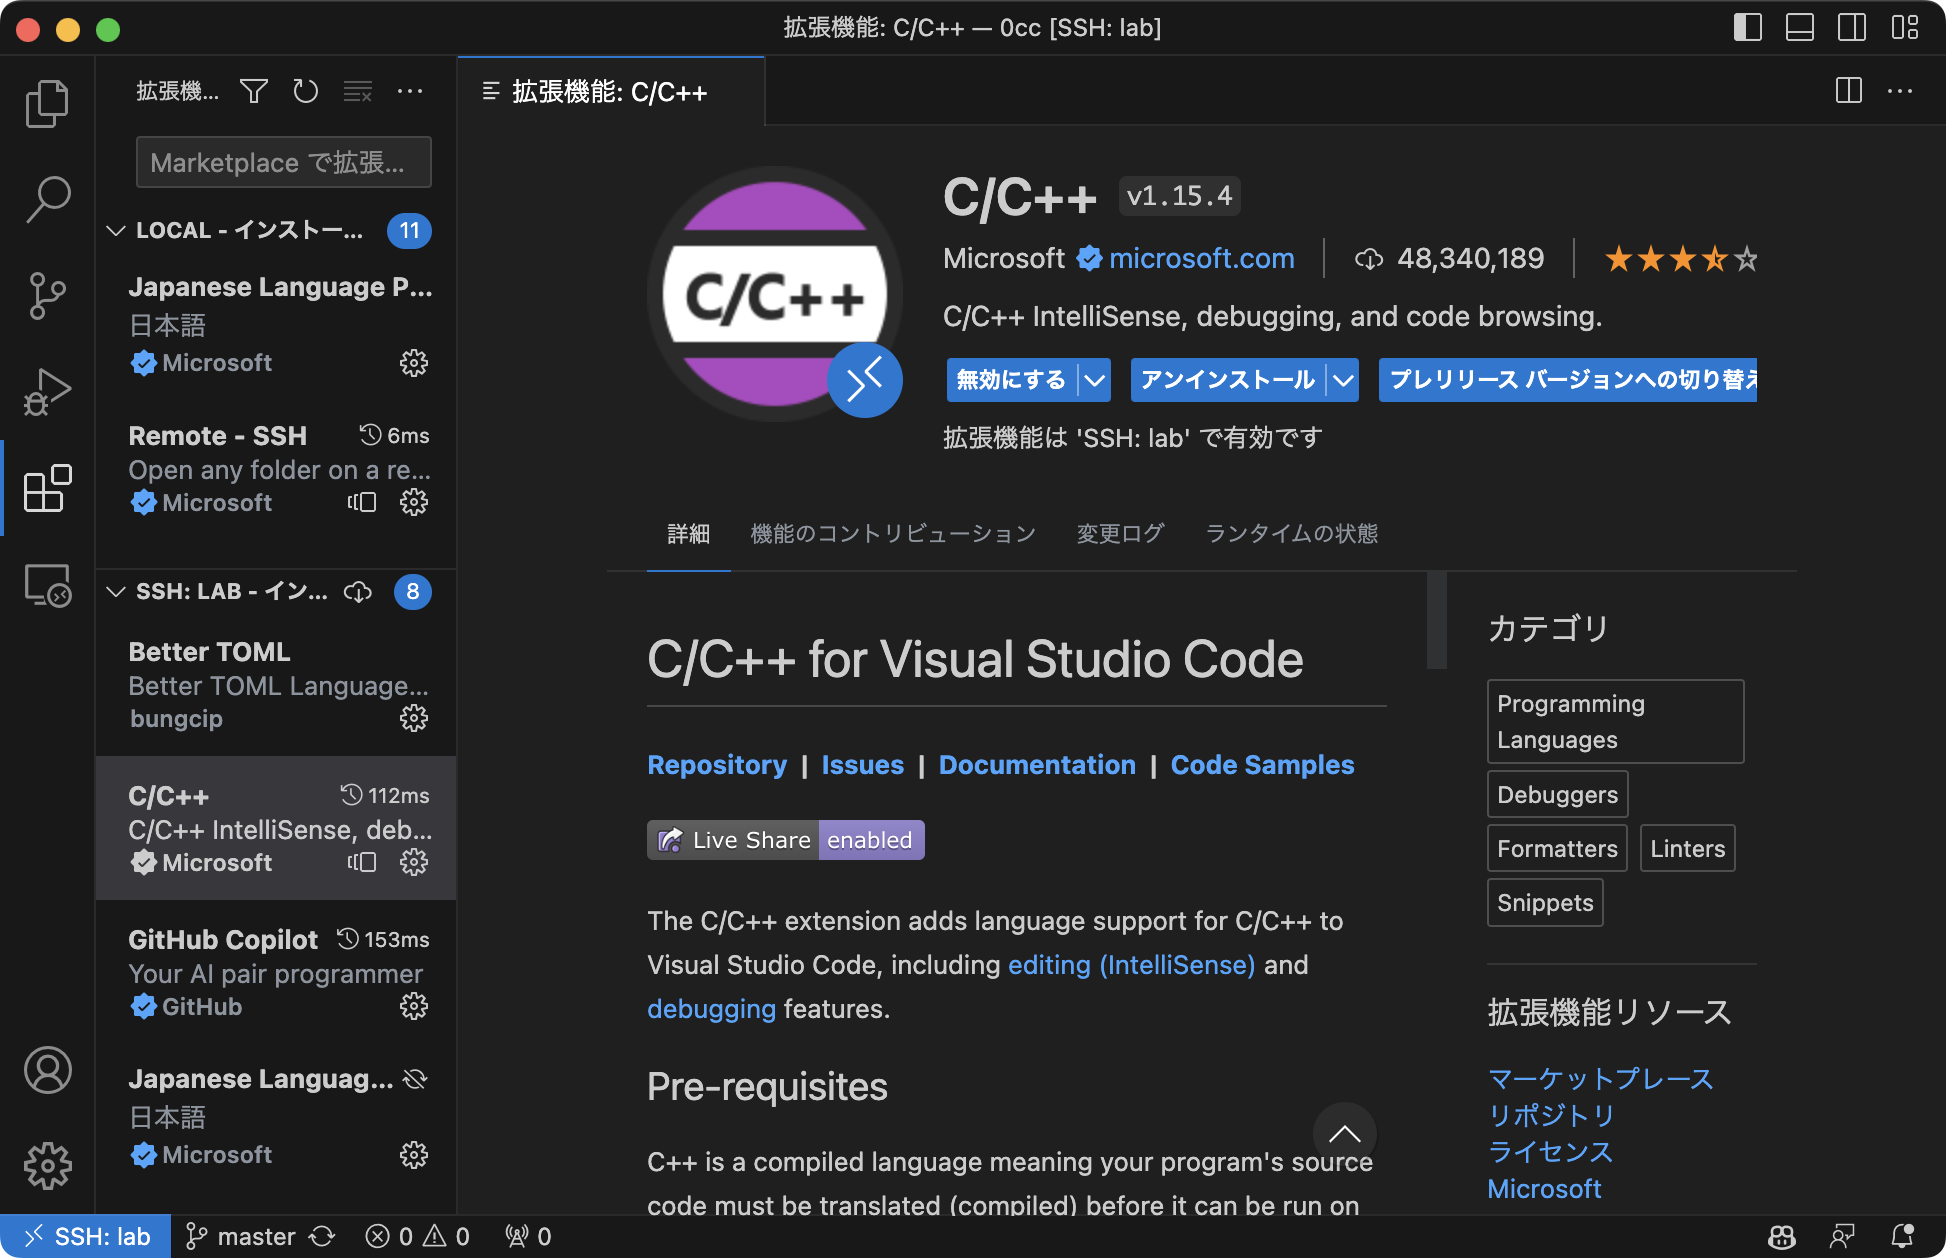 拡張機能: C/C++ — 0cc [SSH: lab]
拡張機...
Marketplace で拡張...
LOCAL - インストー... 11
Japanese Language P...
日本語
Microsoft
Remote - SSH 6ms
Open any folder on a re...
Microsoft
SSH: LAB - イン... 8
Better TOML
Better TOML Language...
bungcip
C/C++ 112ms
C/C++ IntelliSense, deb...
Microsoft
GitHub Copilot 153ms
Your AI pair programmer
GitHub
Japanese Languag...
日本語
Microsoft
拡張機能: C/C++
C/C++
C/C++ v1.15.4
Microsoft microsoft.com 48,340,189
C/C++ IntelliSense, debugging, and code browsing.
無効にする アンインストール プレリリース バージョンへの切り替え
拡張機能は 'SSH: lab' で有効です
詳細 機能のコントリビューション 変更ログ ランタイムの状態
C/C++ for Visual Studio Code
Repository | Issues | Documentation | Code Samples
Live Share enabled
The C/C++ extension adds language support for C/C++ to
Visual Studio Code, including editing (IntelliSense) and
debugging features.
Pre-requisites
C++ is a compiled language meaning your program's source
code must be translated (compiled) before it can be run on
カテゴリ
Programming
Languages
Debuggers
Formatters Linters
Snippets
拡張機能リソース
マーケットプレース
リポジトリ
ライセンス
Microsoft
SSH: lab master 0 0 0